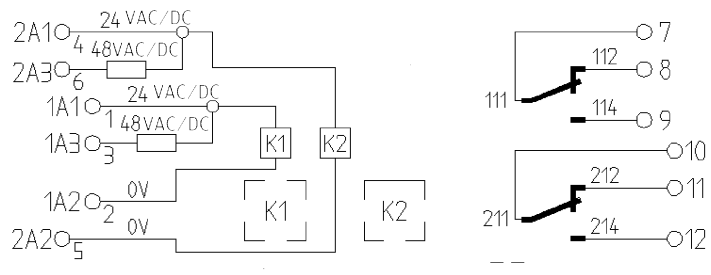 2A1 4 24 VAC/DC
2A3 6 48VAC/DC
1A1 1 24 VAC/DC
1A3 3 48VAC/DC
K1 K2
1A2 2 0V
K1 K2
2A2 5 0V
7
112 8
111
114 9
10
212 11
211
214 12